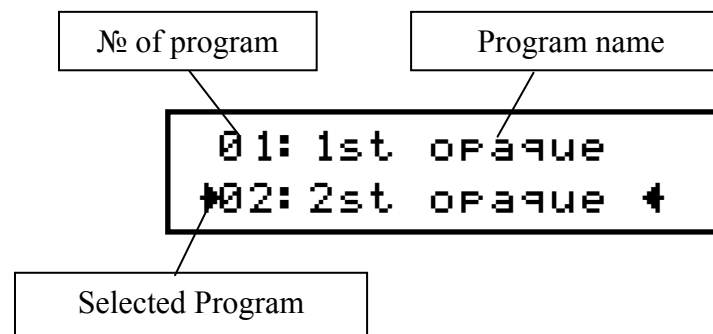 № of program
Program name
01: 1st opaque
02: 2st opaque
Selected Program